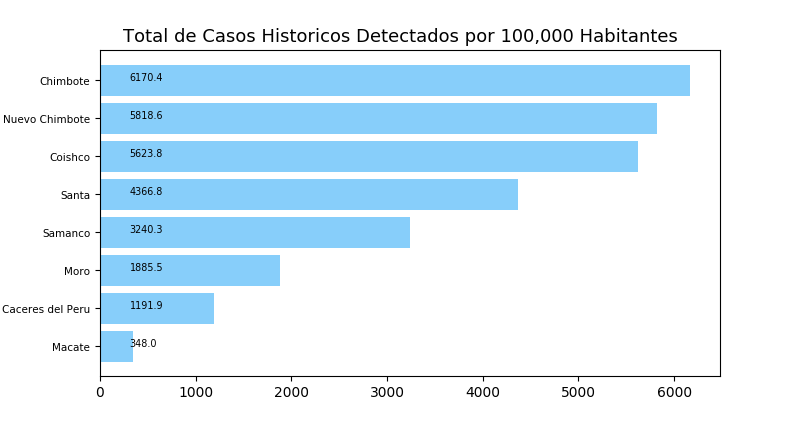 Total de Casos Historicos Detectados por 100,000 Habitantes
Chimbote 6170.4
Nuevo Chimbote 5818.6
Coishco 5623.8
Santa 4366.8
Samanco 3240.3
Moro 1885.5
Caceres del Peru 1191.9
Macate 348.0
0 1000 2000 3000 4000 5000 6000